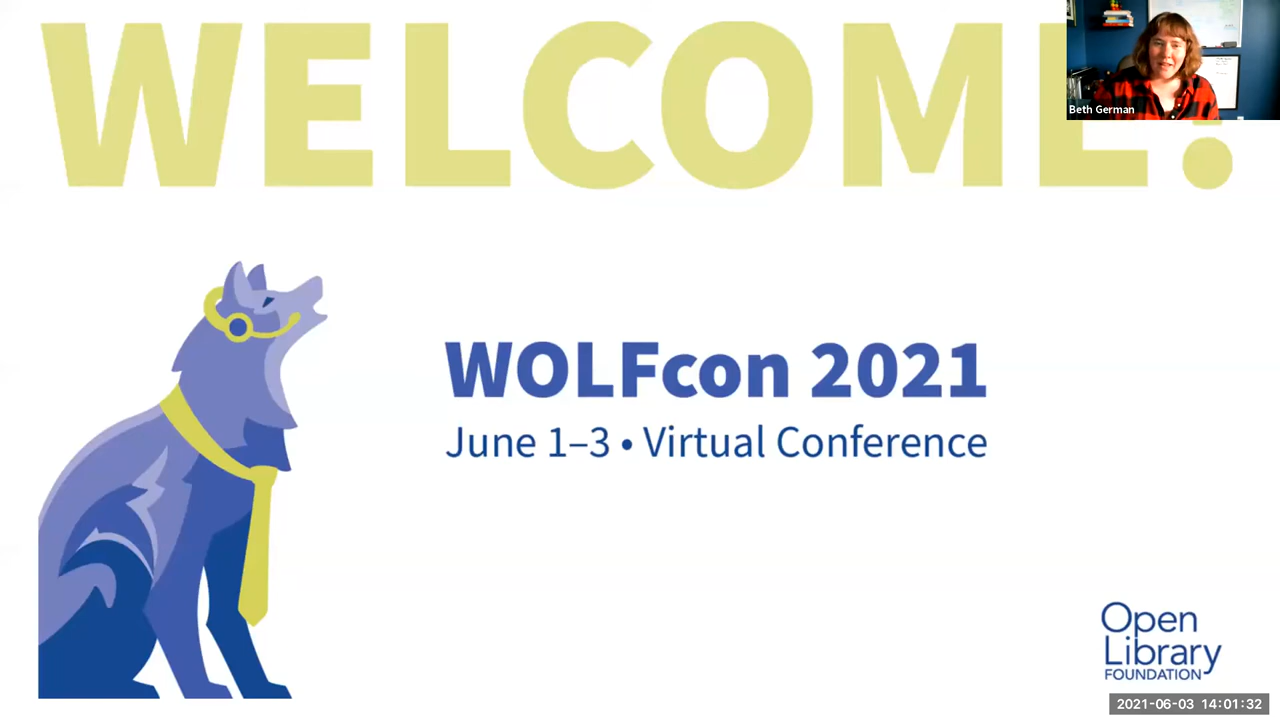 WELCOME!
Beth German
WOLFcon 2021
June 1–3 • Virtual Conference
Open
Library
FOUNDATION
2021-06-03 14:01:32